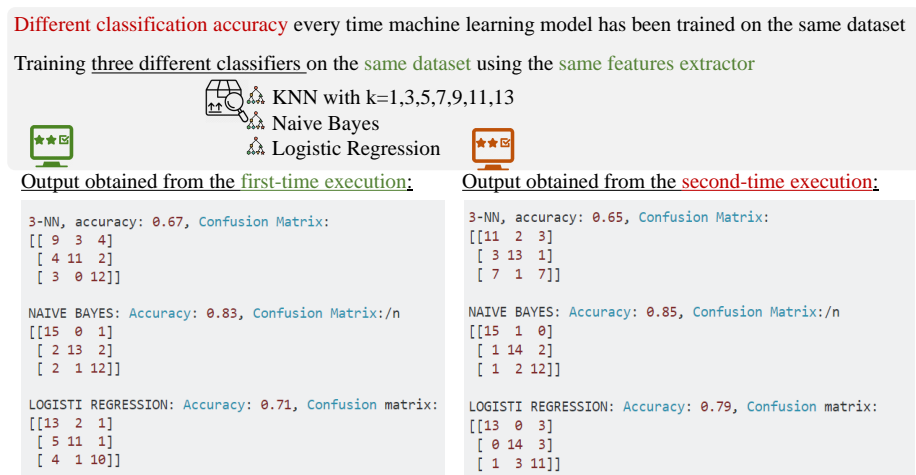 Different classification accuracy every time machine learning model has been trained on the same dataset
Training three different classifiers on the same dataset using the same features extractor
KNN with k=1,3,5,7,9,11,13
Naive Bayes
Logistic Regression
Output obtained from the first-time execution:
3-NN, accuracy: 0.67, Confusion Matrix:
[[ 9 3 4]
[ 4 11 2]
[ 3 0 12]]
NAIVE BAYES: Accuracy: 0.83, Confusion Matrix:/n
[[15 0 1]
[ 2 13 2]
[ 2 1 12]]
LOGISTI REGRESSION: Accuracy: 0.71, Confusion matrix:
[[13 2 1]
[ 5 11 1]
[ 4 1 10]]
Output obtained from the second-time execution:
3-NN, accuracy: 0.65, Confusion Matrix:
[[11 2 3]
[ 3 13 1]
[ 7 1 7]]
NAIVE BAYES: Accuracy: 0.85, Confusion Matrix:/n
[[15 1 0]
[ 1 14 2]
[ 1 2 12]]
LOGISTI REGRESSION: Accuracy: 0.79, Confusion matrix:
[[13 0 3]
[ 0 14 3]
[ 1 3 11]]